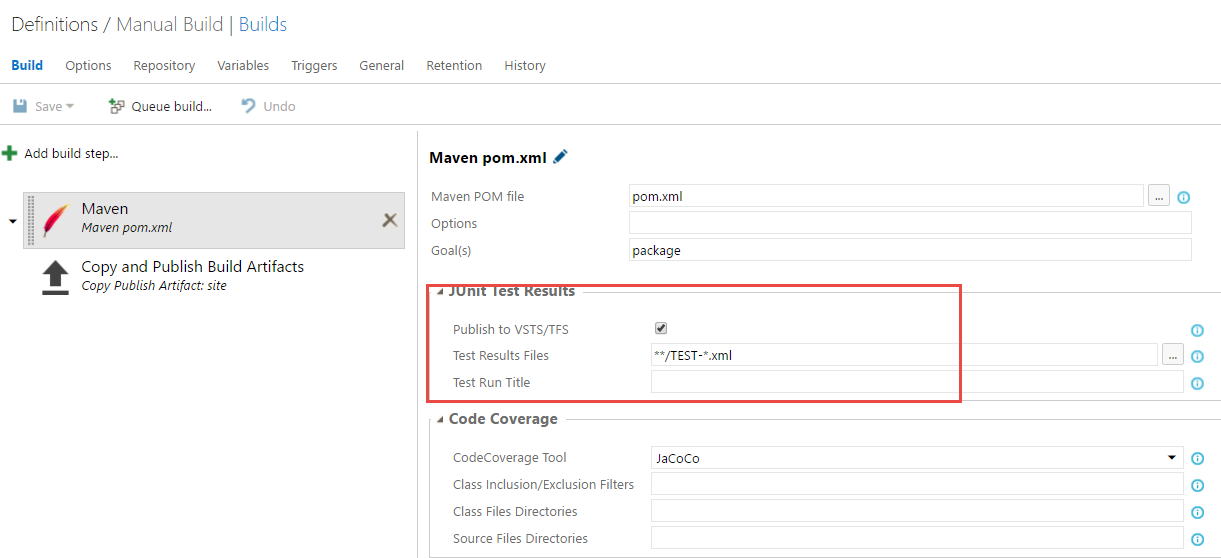 Definitions / Manual Build | Builds
Build Options Repository Variables Triggers General Retention History
Save Queue build... Undo
Add build step...
Maven
Maven pom.xml
Copy and Publish Build Artifacts
Copy Publish Artifact: site
Maven pom.xml
Maven POM file pom.xml ...
Options
Goal(s) package
JUnit Test Results
Publish to VSTS/TFS
Test Results Files **/TEST-*.xml ...
Test Run Title
Code Coverage
CodeCoverage Tool JaCoCo
Class Inclusion/Exclusion Filters
Class Files Directories
Source Files Directories